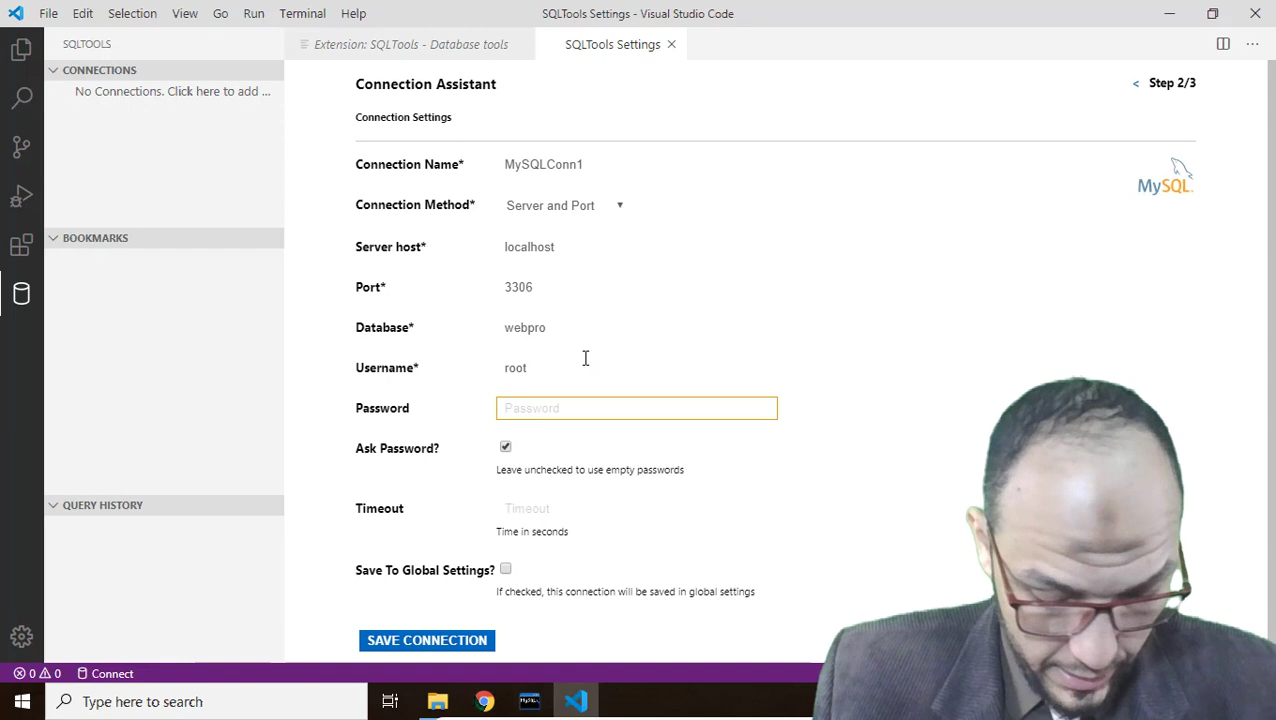 File Edit Selection View Go Run Terminal Help
SQLTools Settings - Visual Studio Code
SQLTOOLS
Extension: SQLTools - Database tools
SQLTools Settings
CONNECTIONS
No Connections. Click here to add ...
Connection Assistant
< Step 2/3
Connection Settings
Connection Name* MySQLConn1
MySQL
Connection Method* Server and Port
BOOKMARKS
Server host* localhost
Port* 3306
Database* webpro
Username* root
Password Password
Ask Password?
Leave unchecked to use empty passwords
QUERY HISTORY
Timeout Timeout
Time in seconds
Save To Global Settings?
If checked, this connection will be saved in global settings
SAVE CONNECTION
0 0 Connect
Type here to search